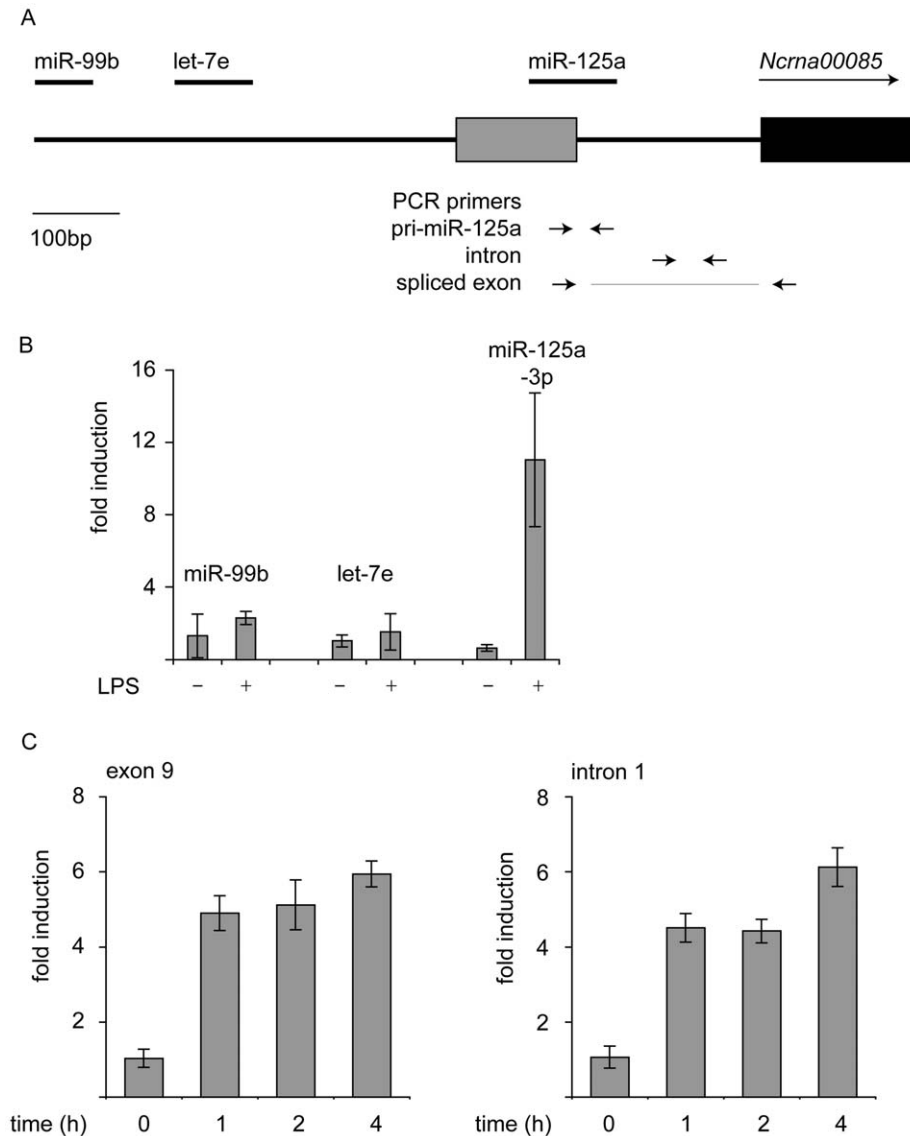 A
miR-99b let-7e miR-125a Ncrna00085
100bp
PCR primers
pri-miR-125a
intron
spliced exon
B
fold induction
16
12
8
4
miR-99b
let-7e
miR-125a
-3p
LPS − + − + − +
C
exon 9
fold induction
8
6
4
2
time (h) 0 1 2 4
intron 1
fold induction
8
6
4
2
time (h) 0 1 2 4